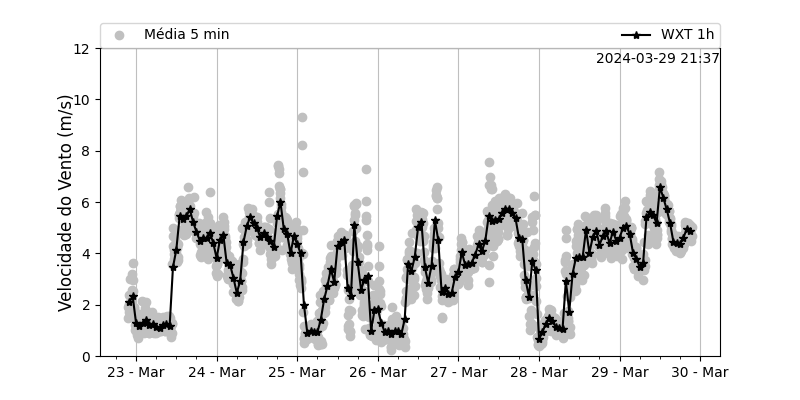 Média 5 min
WXT 1h
2024-03-29 21:37
Velocidade do Vento (m/s)
12
10
8
6
4
2
0
23 - Mar
24 - Mar
25 - Mar
26 - Mar
27 - Mar
28 - Mar
29 - Mar
30 - Mar